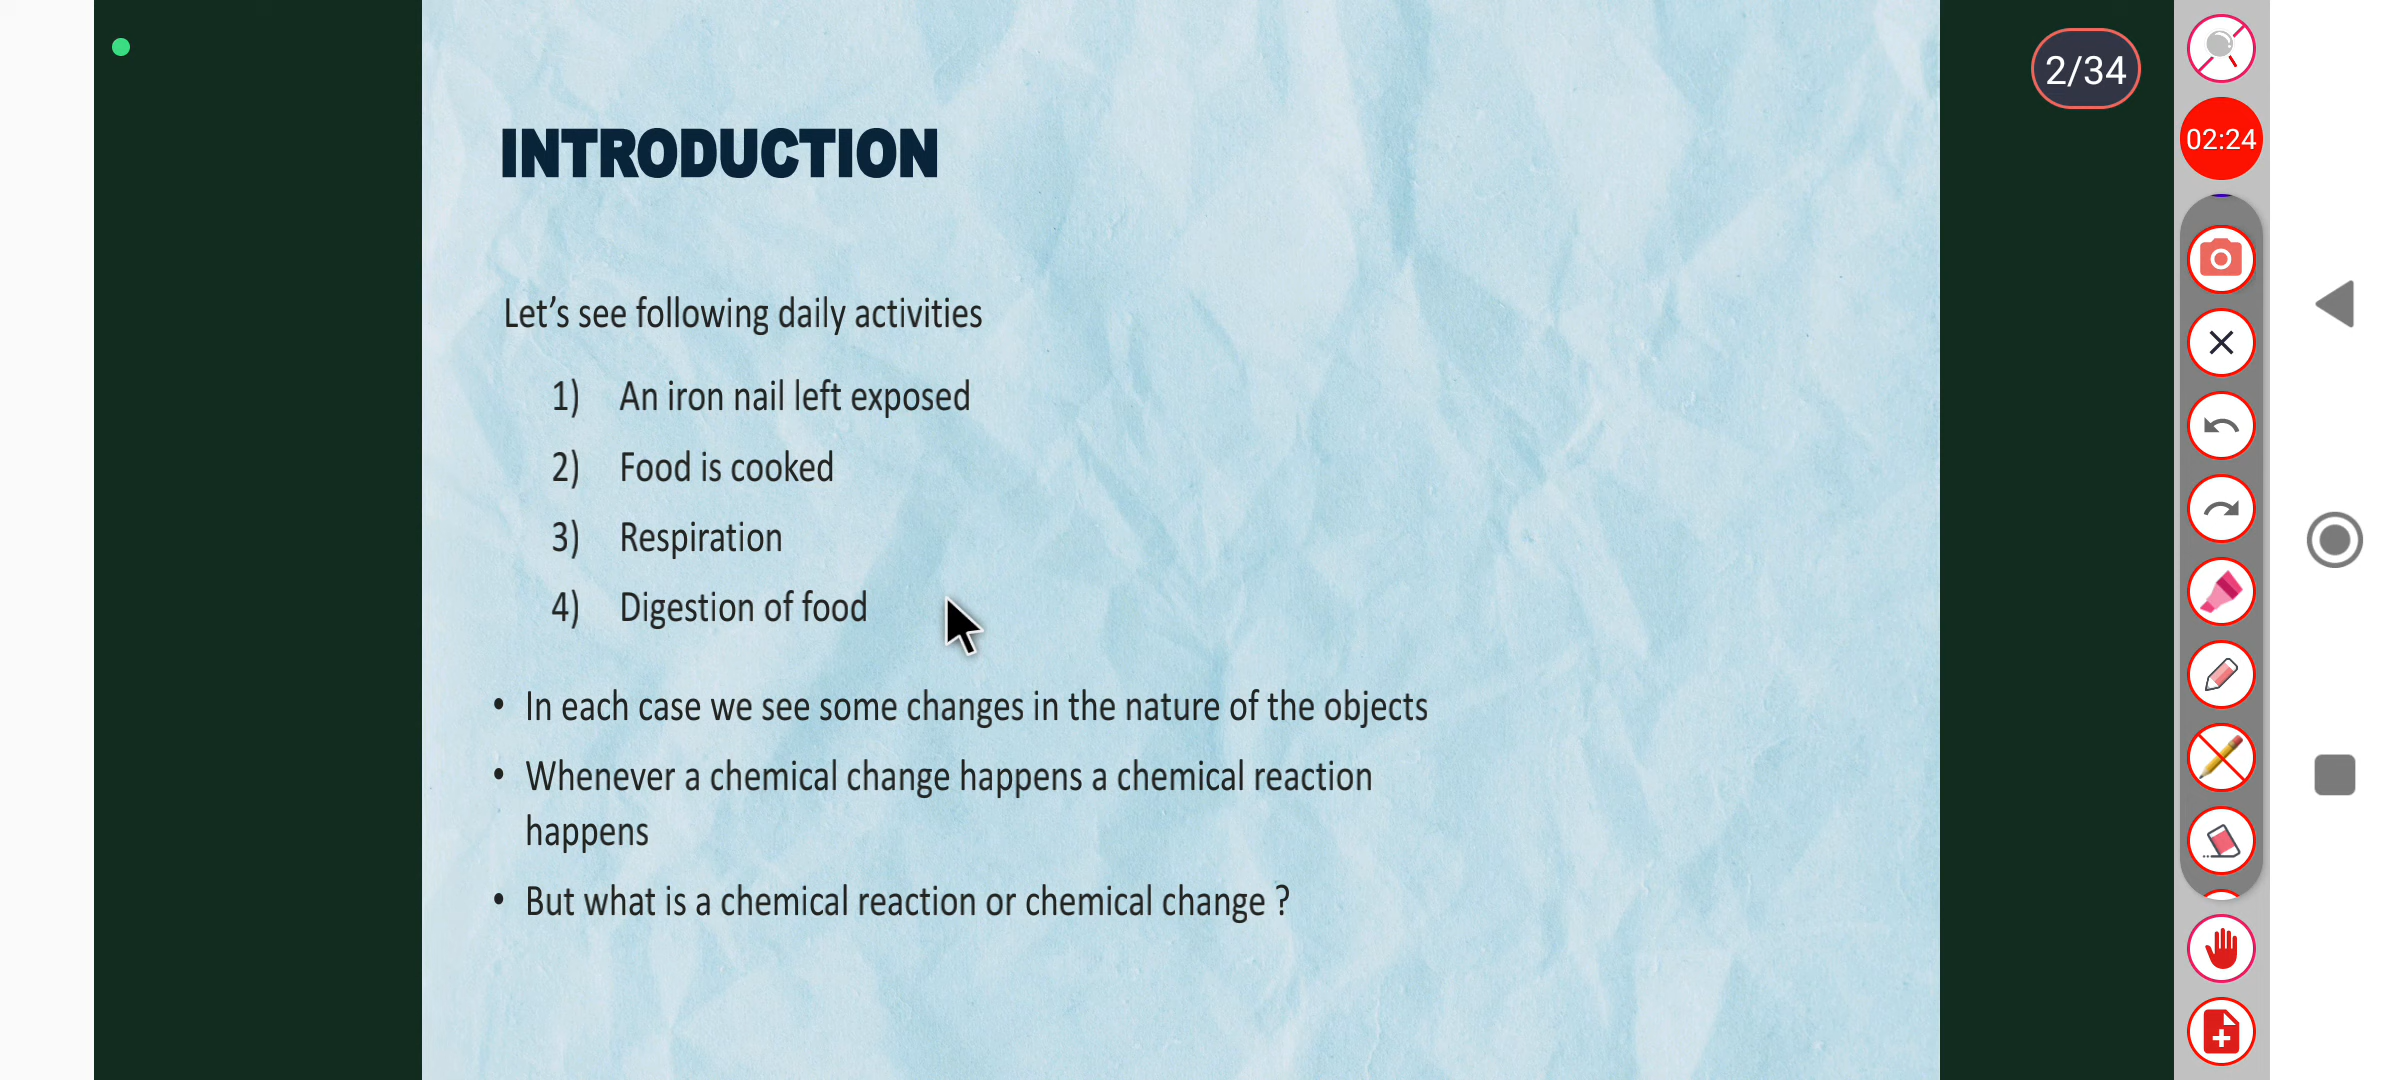 2/34
02:24
INTRODUCTION
Let’s see following daily activities
1) An iron nail left exposed
2) Food is cooked
3) Respiration
4) Digestion of food
• In each case we see some changes in the nature of the objects
• Whenever a chemical change happens a chemical reaction
happens
• But what is a chemical reaction or chemical change ?